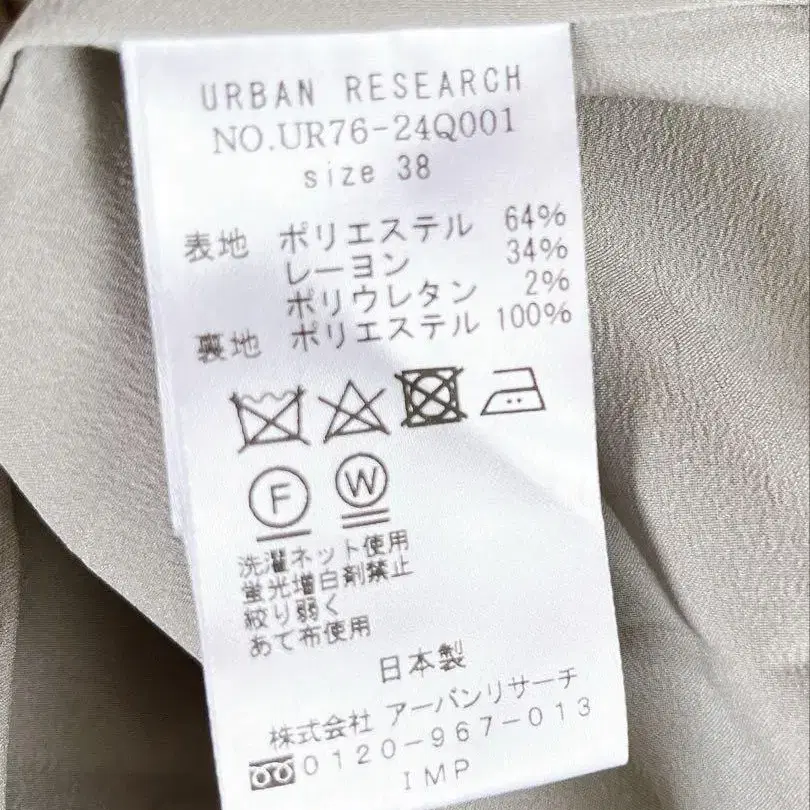 URBAN RESEARCH
NO.UR76-24Q001
size 38
表地 ポリエステル 64%
レーヨン 34%
ポリウレタン 2%
裏地 ポリエステル 100%
F W
洗濯ネット使用
蛍光増白剤禁止
絞り弱く
あて布使用
日本製
株式会社 アーバンリサーチ
0120-967-013
IMP